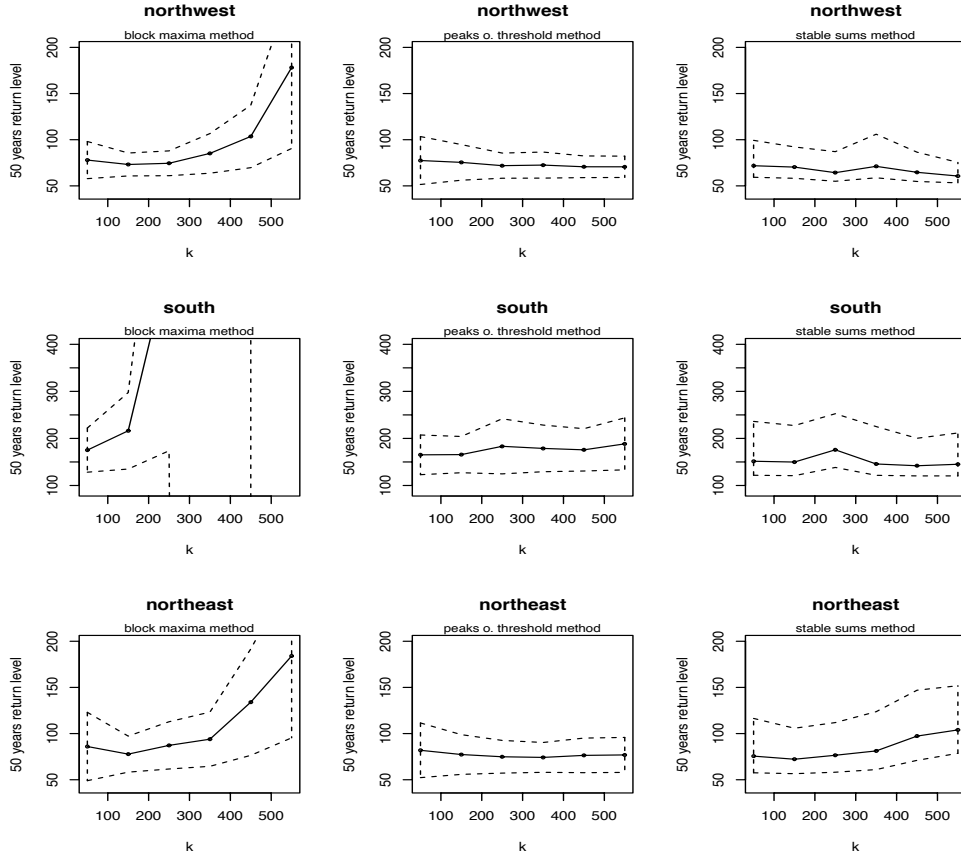 northwest
block maxima method
50 years return level
50 100 150 200
100 200 300 400 500
k
northwest
peaks o. threshold method
50 years return level
50 100 150 200
100 200 300 400 500
k
northwest
stable sums method
50 years return level
50 100 150 200
100 200 300 400 500
k
south
block maxima method
50 years return level
100 200 300 400
100 200 300 400 500
k
south
peaks o. threshold method
50 years return level
100 200 300 400
100 200 300 400 500
k
south
stable sums method
50 years return level
100 200 300 400
100 200 300 400 500
k
northeast
block maxima method
50 years return level
50 100 150 200
100 200 300 400 500
k
northeast
peaks o. threshold method
50 years return level
50 100 150 200
100 200 300 400 500
k
northeast
stable sums method
50 years return level
50 100 150 200
100 200 300 400 500
k